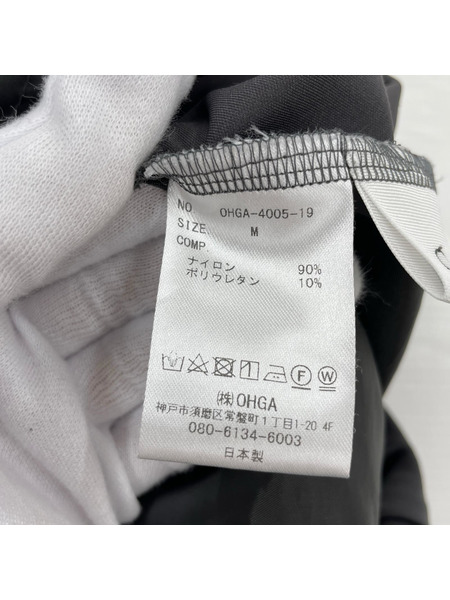 NO. OHGA-4005-19
SIZE M
COMP.
ナイロン 90%
ポリウレタン 10%
Ⓕ Ⓦ
(株)OHGA
神戸市須磨区常盤町1丁目1-20 4F
080-6134-6003
日本製